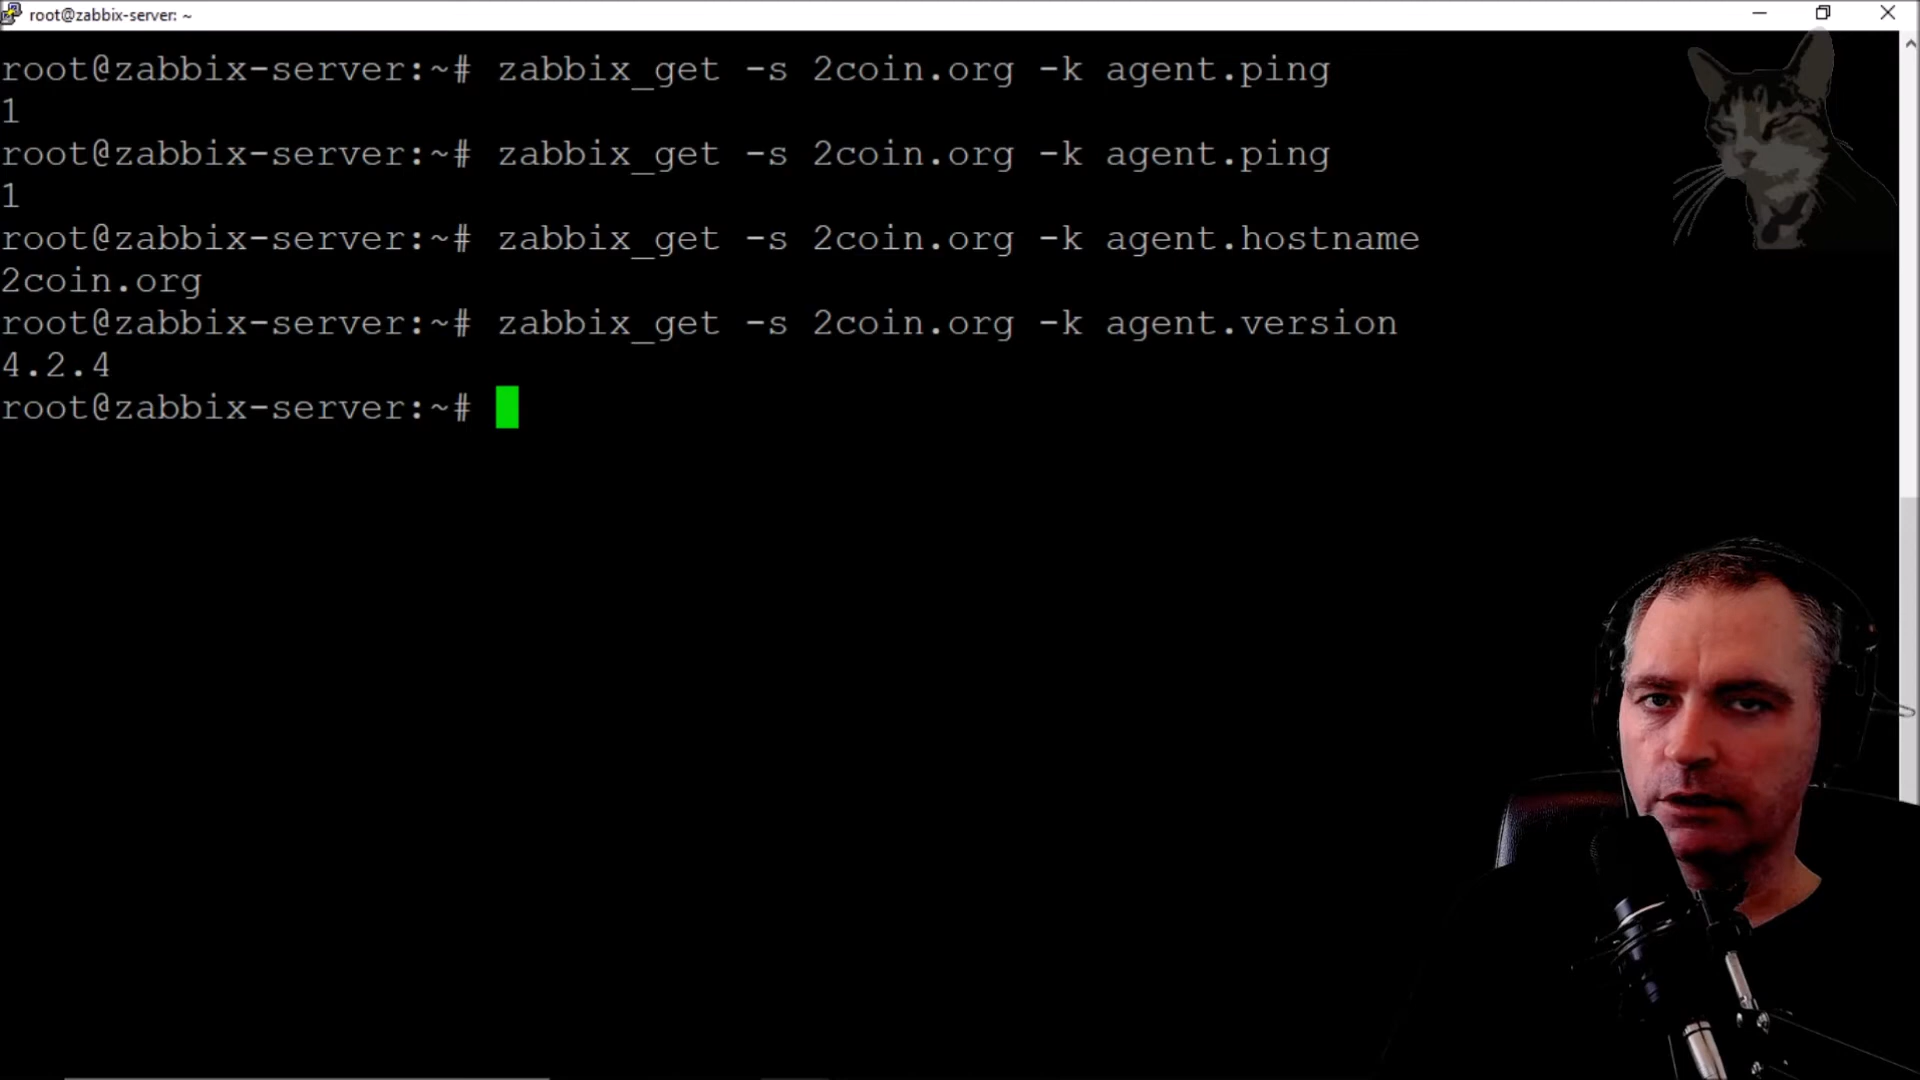 root@zabbix-server: ~
root@zabbix-server:~# zabbix_get -s 2coin.org -k agent.ping
1
root@zabbix-server:~# zabbix_get -s 2coin.org -k agent.ping
1
root@zabbix-server:~# zabbix_get -s 2coin.org -k agent.hostname
2coin.org
root@zabbix-server:~# zabbix_get -s 2coin.org -k agent.version
4.2.4
root@zabbix-server:~#